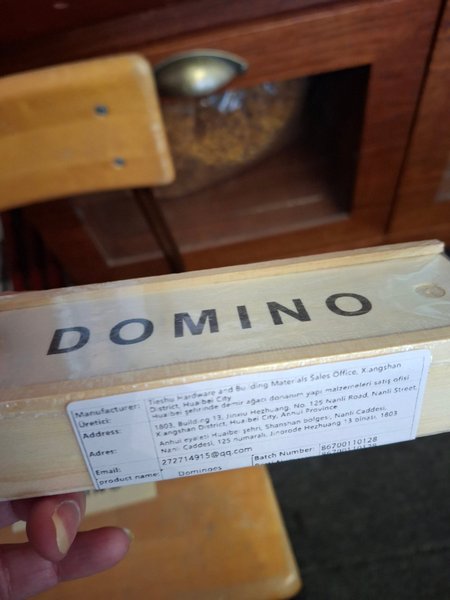 DOMINO
Manufacturer: Tieshu Hardware and Building Materials Sales Office, Xiangshan
District, Huaibei City
Üretici: Huaibei şehrinde demir ağacı donanım yapı malzemeleri satış ofisi
Address: 1803, Building 13, Jinruo Hezhuang, No. 125 Nanli Road, Nanli Street,
Xiangshan District, Huaibei City, Anhui Province
Adres: Anhui eyaleti Huaibei şehri, Shanshan bölgesi, Nanli Caddesi,
Nanli Caddesi, 125 numaralı, Jinrode Hezhuang 13 binası, 1803
Email: 272714915@qq.com Batch Number: B6700110128
product name: Dominoes